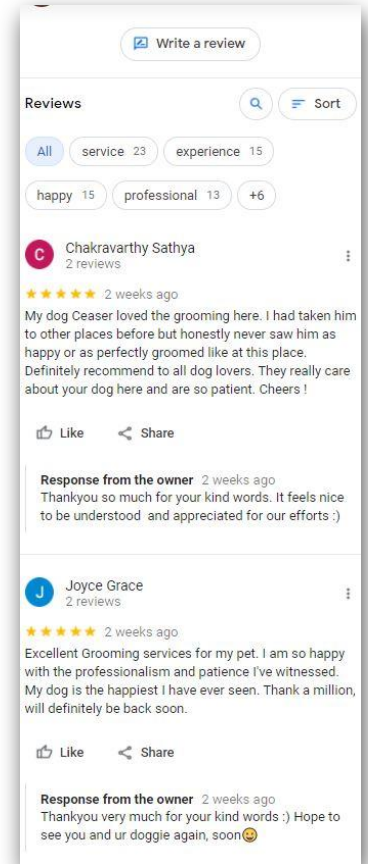 Write a review
Reviews
Sort
All
service 23
experience 15
happy 15
professional 13
+6
C
Chakravarthy Sathya
2 reviews
2 weeks ago
My dog Ceaser loved the grooming here. I had taken him
to other places before but honestly never saw him as
happy or as perfectly groomed like at this place.
Definitely recommend to all dog lovers. They really care
about your dog here and are so patient. Cheers !
Like
Share
Response from the owner 2 weeks ago
Thankyou so much for your kind words. It feels nice
to be understood and appreciated for our efforts :)
J
Joyce Grace
2 reviews
2 weeks ago
Excellent Grooming services for my pet. I am so happy
with the professionalism and patience I've witnessed.
My dog is the happiest I have ever seen. Thank a million,
will definitely be back soon.
Like
Share
Response from the owner 2 weeks ago
Thankyou very much for your kind words :) Hope to
see you and ur doggie again, soon😀